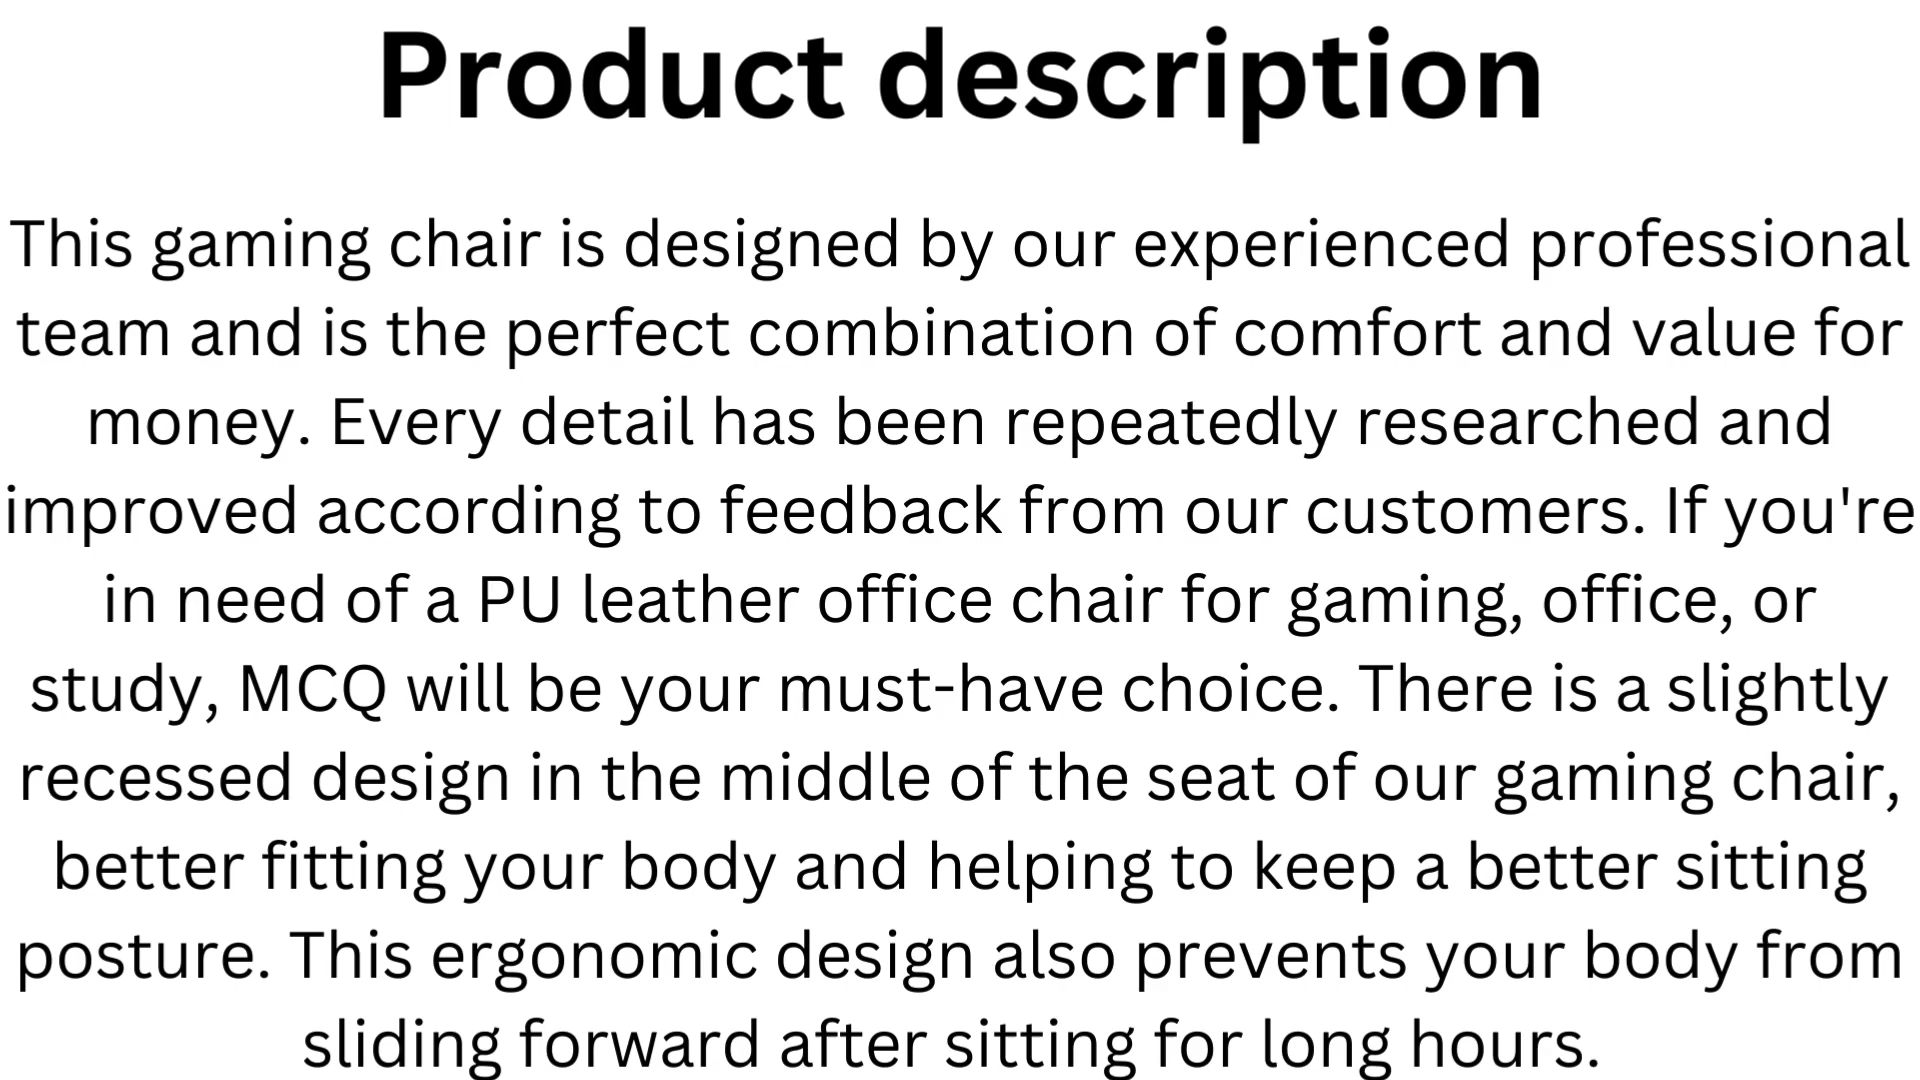 Product description
This gaming chair is designed by our experienced professional
team and is the perfect combination of comfort and value for
money. Every detail has been repeatedly researched and
improved according to feedback from our customers. If you're
in need of a PU leather office chair for gaming, office, or
study, MCQ will be your must-have choice. There is a slightly
recessed design in the middle of the seat of our gaming chair,
better fitting your body and helping to keep a better sitting
posture. This ergonomic design also prevents your body from
sliding forward after sitting for long hours.